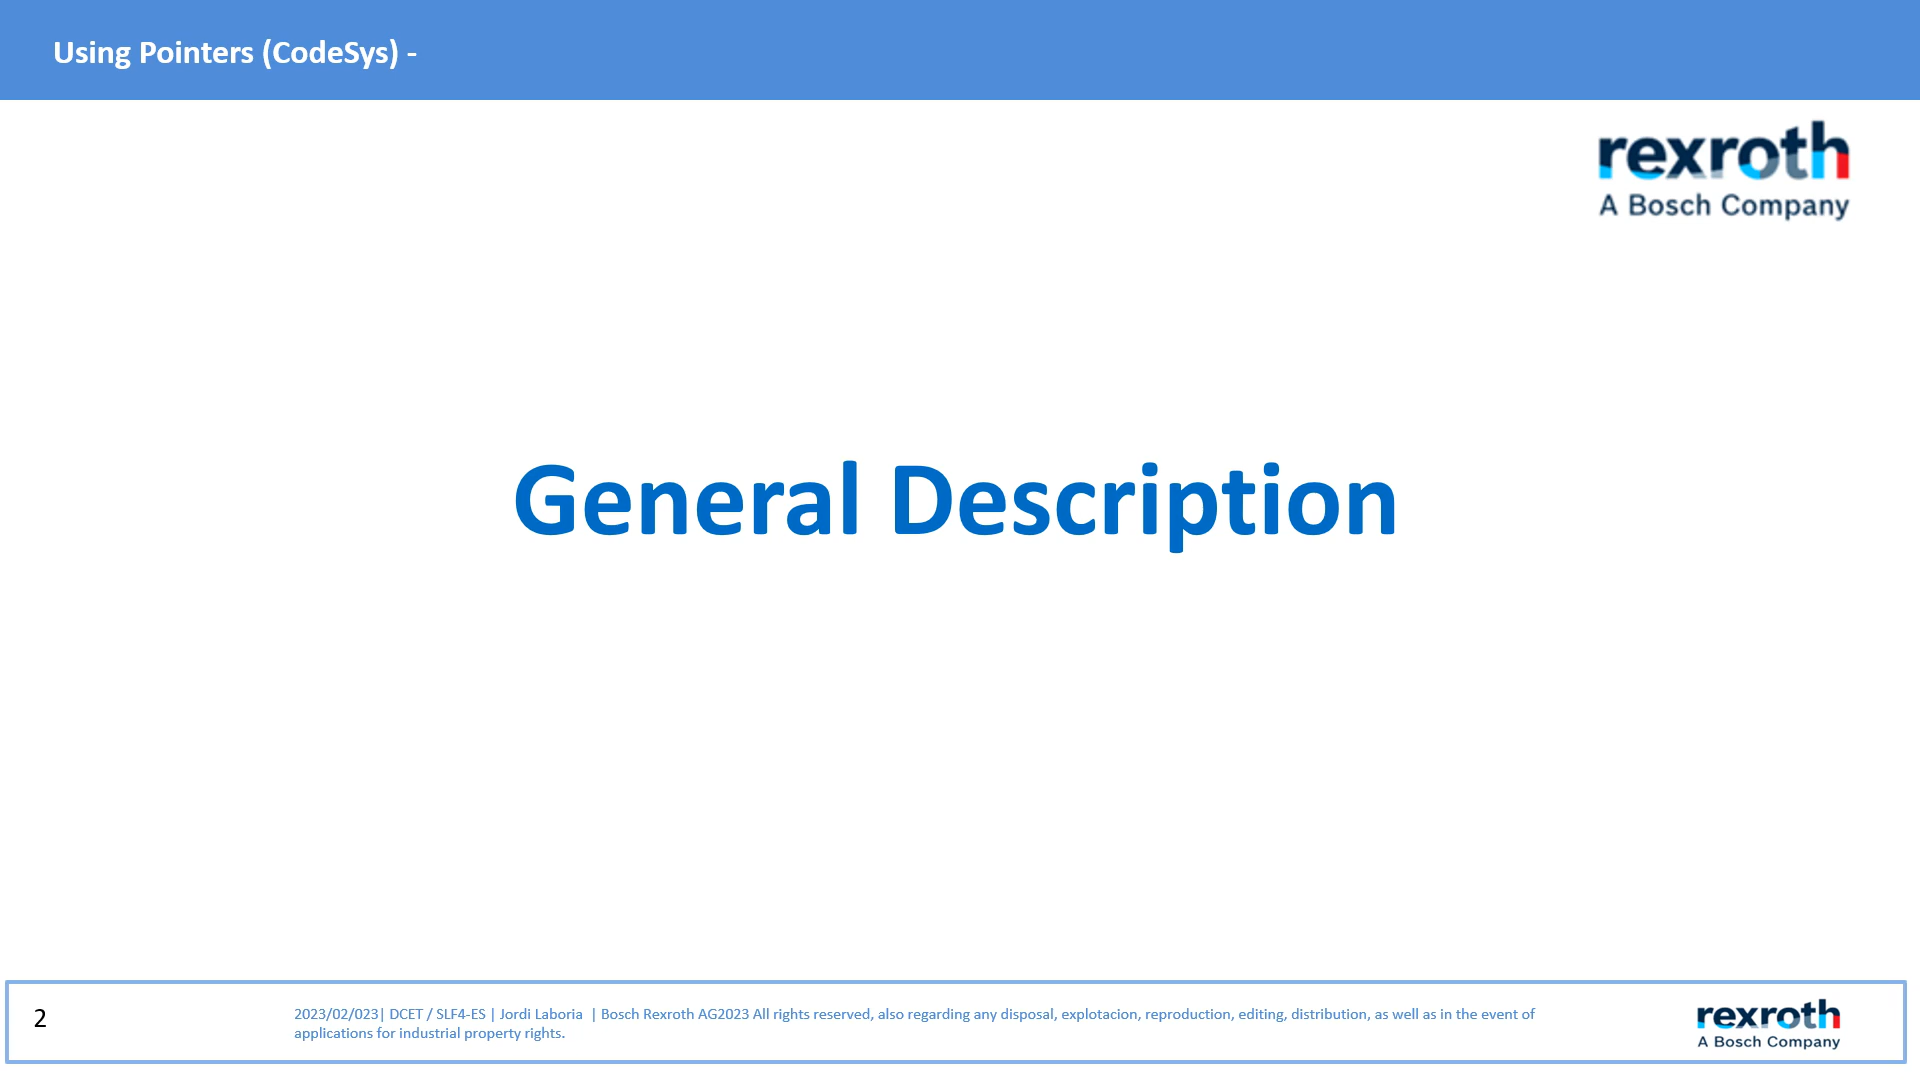 Using Pointers (CodeSys) -
rexroth
A Bosch Company
General Description
2
2023/02/023| DCET / SLF4-ES | Jordi Laboria | Bosch Rexroth AG2023 All rights reserved, also regarding any disposal, explotacion, reproduction, editing, distribution, as well as in the event of
applications for industrial property rights.
rexroth
A Bosch Company